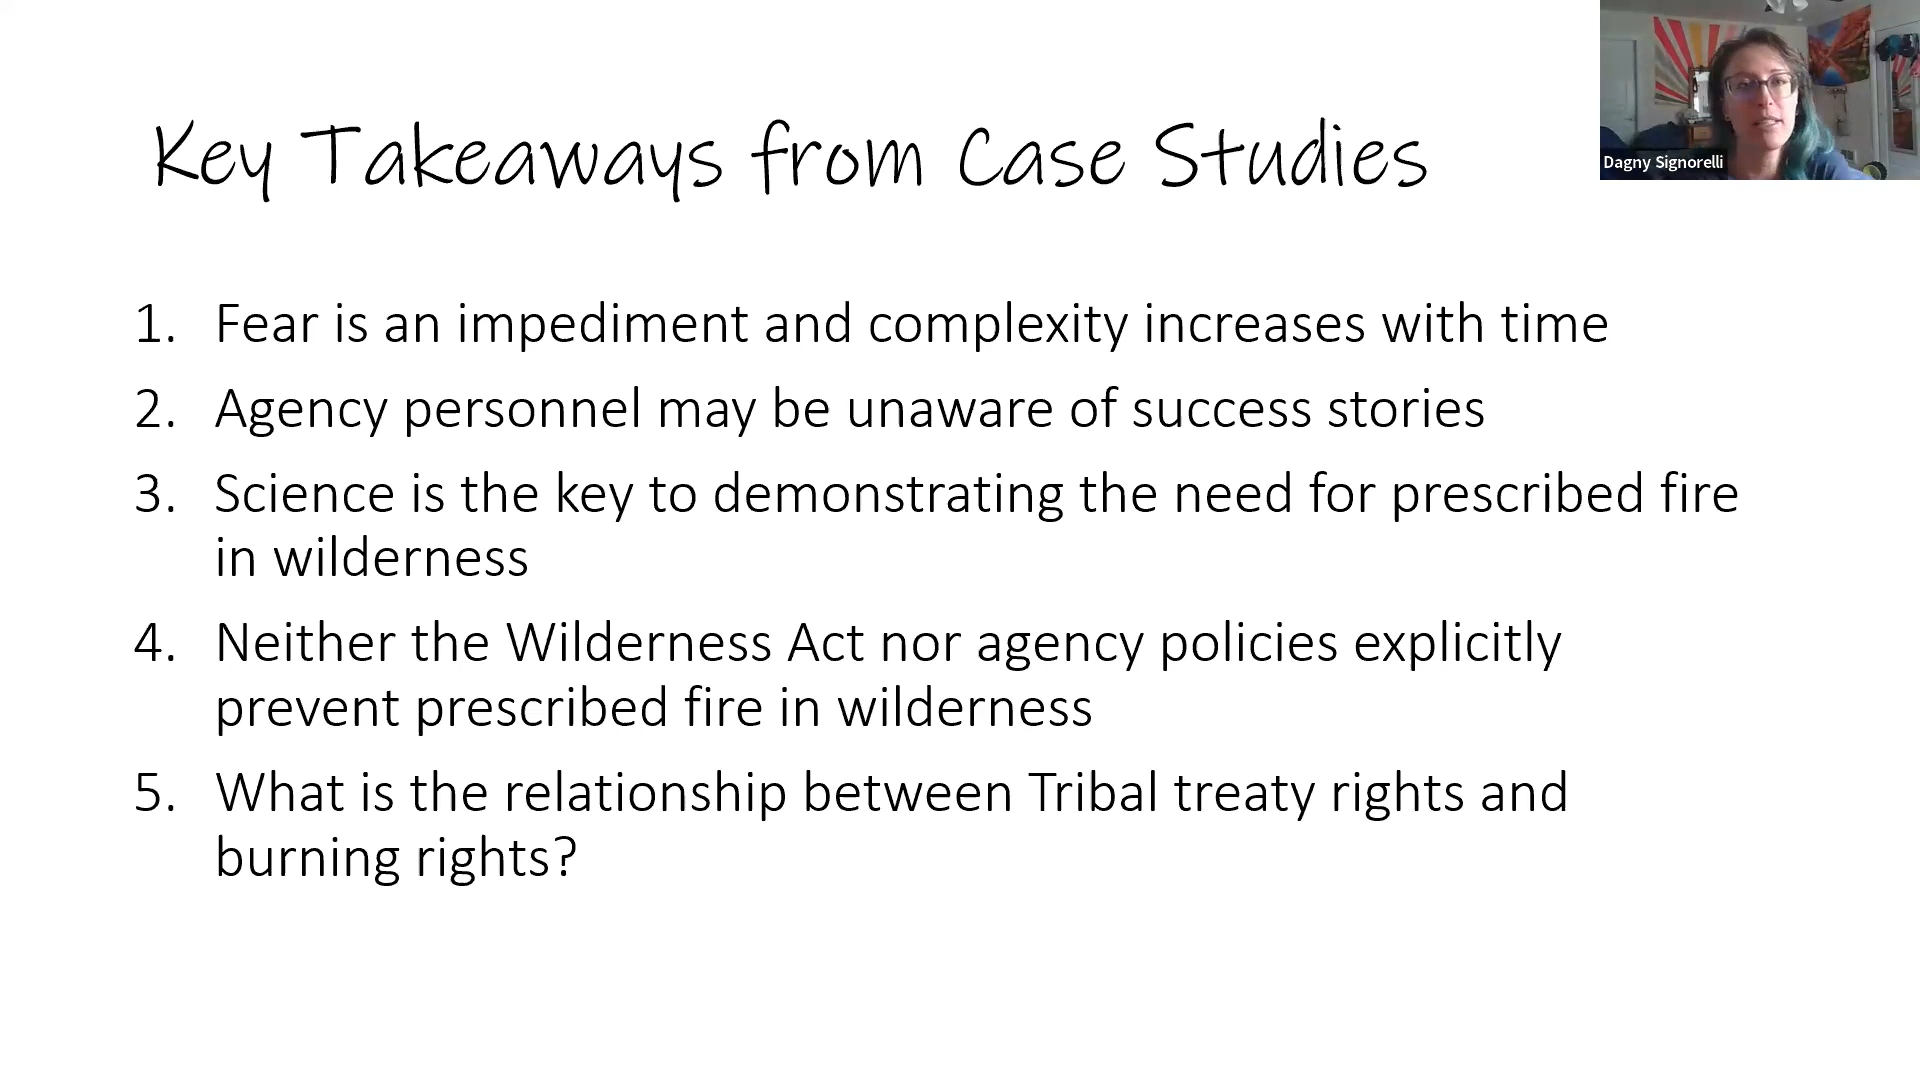 Key Takeaways from Case Studies
Dagny Signorelli
1. Fear is an impediment and complexity increases with time
2. Agency personnel may be unaware of success stories
3. Science is the key to demonstrating the need for prescribed fire
in wilderness
4. Neither the Wilderness Act nor agency policies explicitly
prevent prescribed fire in wilderness
5. What is the relationship between Tribal treaty rights and
burning rights?